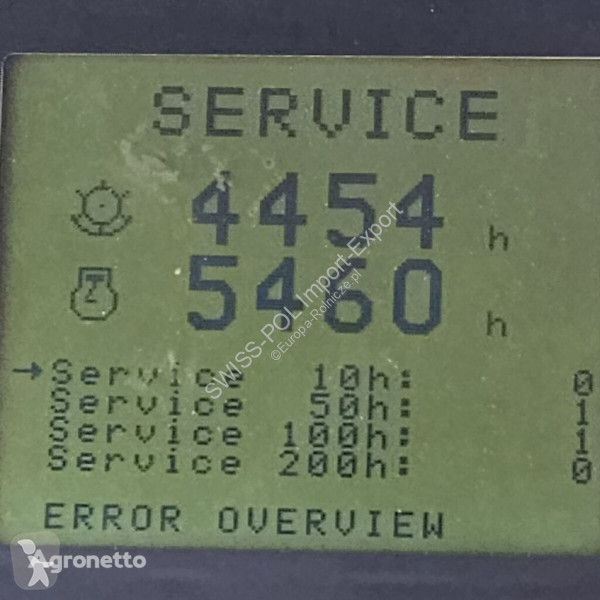 SERVICE
4454 h
5460 h
→Service 10h: 0
Service 50h: 1
Service 100h: 1
Service 200h: 0
ERROR OVERVIEW
SWISS-POL Import-Export
©Europa-Rolnicze.pl
Agronetto